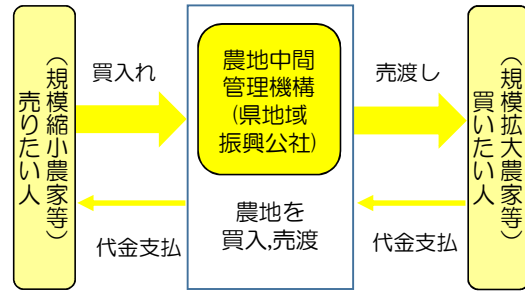 売りたい人
（規模縮小農家等）
買入れ
代金支払
農地中間
管理機構
(県地域
振興公社)
農地を
買入,売渡
売渡し
代金支払
買いたい人
（規模拡大農家等）